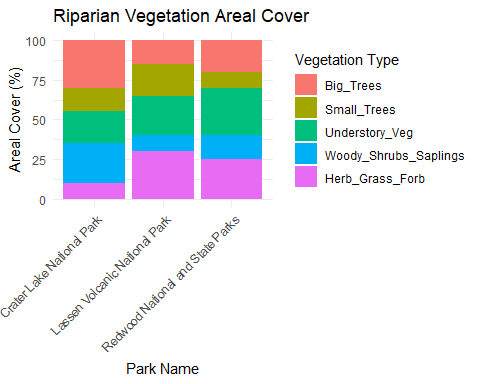 Riparian Vegetation Areal Cover
100
75
50
25
0
Areal Cover (%)
Crater Lake National Park
Lassen Volcanic National Park
Redwood National and State Parks
Park Name
Vegetation Type
Big_Trees
Small_Trees
Understory_Veg
Woody_Shrubs_Saplings
Herb_Grass_Forb